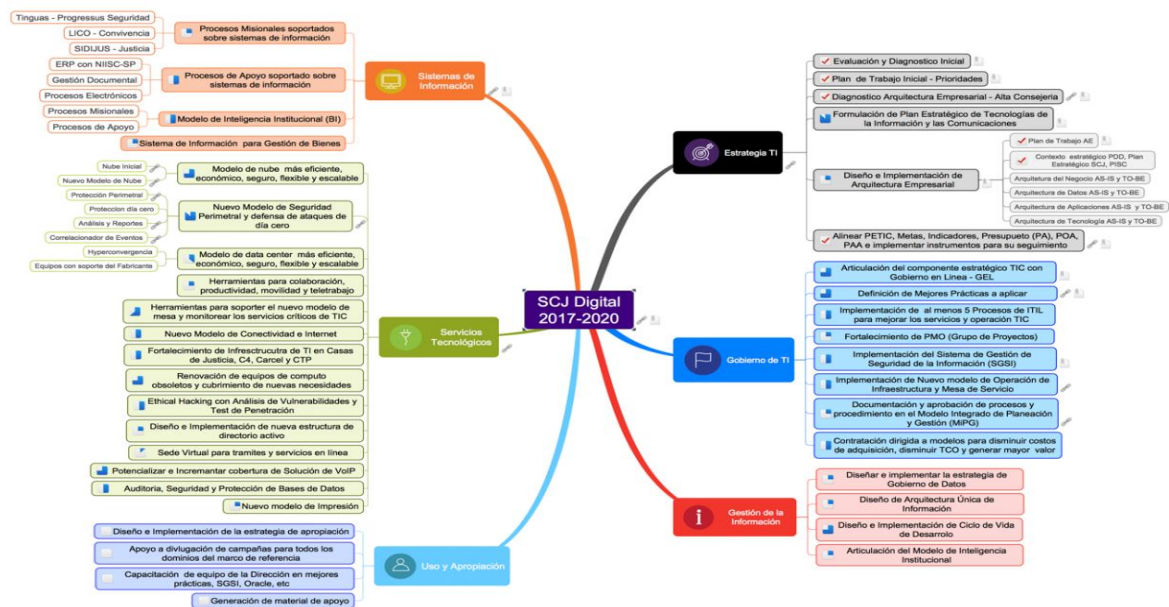 SCJ Digital
2017-2020
Sistemas de
Información
Procesos Misionales soportados
sobre sistemas de información
Tinguas - Progressus Seguridad
LICO - Convivencia
SIDIJUS - Justicia
Procesos de Apoyo soportado sobre
sistemas de información
ERP con NIISC-SP
Gestión Documental
Procesos Electrónicos
Modelo de Inteligencia Institucional (BI)
Procesos Misionales
Procesos de Apoyo
Sistema de Información para Gestión de Bienes
Servicios
Tecnológicos
Modelo de nube más eficiente,
económico, seguro, flexible y escalable
Nube Inicial
Nuevo Modelo de Nube
Nuevo Modelo de Seguridad
Perimetral y defensa de ataques de
día cero
Protección Perimetral
Proteccion día cero
Análisis y Reportes
Correlacionador de Eventos
Modelo de data center más eficiente,
económico, seguro, flexible y escalable
Hyperconvergencia
Equipos con soporte del Fabricante
Herramientas para colaboración,
productividad, movilidad y teletrabajo
Herramientas para soporter el nuevo modelo de
mesa y monitorear los servicios críticos de TIC
Nuevo Modelo de Conectividad e Internet
Fortalecimiento de Infresctrucutra de TI en Casas
de Justicia, C4, Carcel y CTP
Renovación de equipos de computo
obsoletos y cubrimiento de nuevas necesidades
Ethical Hacking con Análisis de Vulnerabilidades y
Test de Penetración
Diseño e Implementación de nueva estructura de
directorio activo
Sede Virtual para tramites y servicios en línea
Potencializar e Incremantar cobertura de Solución de VoIP
Auditoria, Seguridad y Protección de Bases de Datos
Nuevo modelo de Impresión
Uso y Apropiación
Diseño e Implementación de la estrategia de apropiación
Apoyo a divlugación de campañas para todos los
dominios del marco de referencia
Capacitación de equipo de la Dirección en mejores
prácticas, SGSI, Oracle, etc
Generación de material de apoyo
Estrategia TI
Evaluación y Diagnostico Inicial
Plan de Trabajo Inicial - Prioridades
Diagnostico Arquitectura Empresarial - Alta Consejería
Formulación de Plan Estratégico de Tecnologías de
la Información y las Comunicaciones
Diseño e Implementación de
Arquitectura Empresarial
Plan de Trabajo AE
Contexto estratégico PDD, Plan
Estratégico SCJ, PISC
Arquitetura del Negocio AS-IS y TO-BE
Arquitectura de Datos AS-IS y TO-BE
Arquitectura de Aplicaciones AS-IS y TO-BE
Arquitectura de Tecnología AS-IS y TO-BE
Alinear PETIC, Metas, Indicadores, Presupuesto (PA), POA,
PAA e implementar instrumentos para su seguimiento
Gobierno de TI
Articulación del componente estratégico TIC con
Gobierno en Línea - GEL
Definición de Mejores Prácticas a aplicar
Implementación de al menos 5 Procesos de ITIL
para mejorar los servicios y operación TIC
Fortalecimiento de PMO (Grupo de Proyectos)
Implementación del Sistema de Gestión de
Seguridad de la Información (SGSI)
Implementación de Nuevo modelo de Operación de
Infraestructura y Mesa de Servicio
Documentación y aprobación de procesos y
procedimiento en el Modelo Integrado de Planeación
y Gestión (MiPG)
Contratación dirigida a modelos para disminuir costos
de adquisición, disminuir TCO y generar mayor valor
Gestión de la
Información
Diseñar e implementar la estrategia de
Gobierno de Datos
Diseño de Arquitectura Única de
Información
Diseño e Implementación de Ciclo de Vida
de Desarrolo
Articulación del Modelo de Inteligencia
Institucional